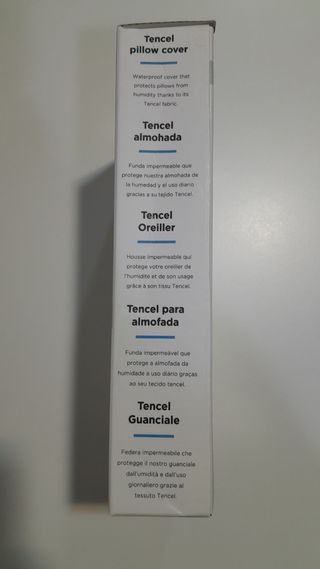 Tencel
pillow cover
Waterproof cover that
protects pillows from
humidity thanks to its
Tencel fabric.
Tencel
almohada
Funda impermeable que
protege nuestra almohada de
la humedad y el uso diario
gracias a su tejido Tencel.
Tencel
Oreiller
Housse imperméable qui
protège votre oreiller de
l'humidité et de son usage
grâce à son tissu Tencel.
Tencel para
almofada
Funda impermeável que
protege a almofada da
humidade a uso diário graças
ao seu tecido tencel.
Tencel
Guanciale
Federa impermeabile che
protegge il nostro guanciale
dall'umidità e dall'uso
giornaliero grazie al
tessuto Tencel.